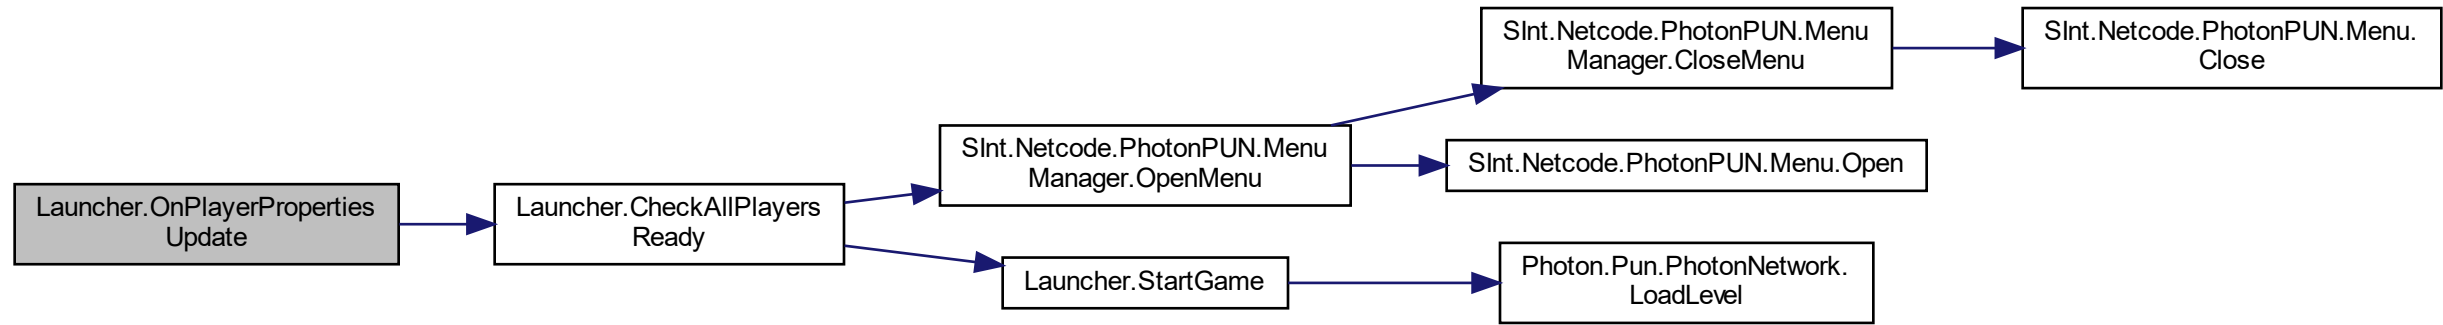 Launcher.OnPlayerProperties
Update
Launcher.CheckAllPlayers
Ready
SInt.Netcode.PhotonPUN.Menu
Manager.OpenMenu
SInt.Netcode.PhotonPUN.Menu
Manager.CloseMenu
SInt.Netcode.PhotonPUN.Menu.
Close
SInt.Netcode.PhotonPUN.Menu.Open
Launcher.StartGame
Photon.Pun.PhotonNetwork.
LoadLevel